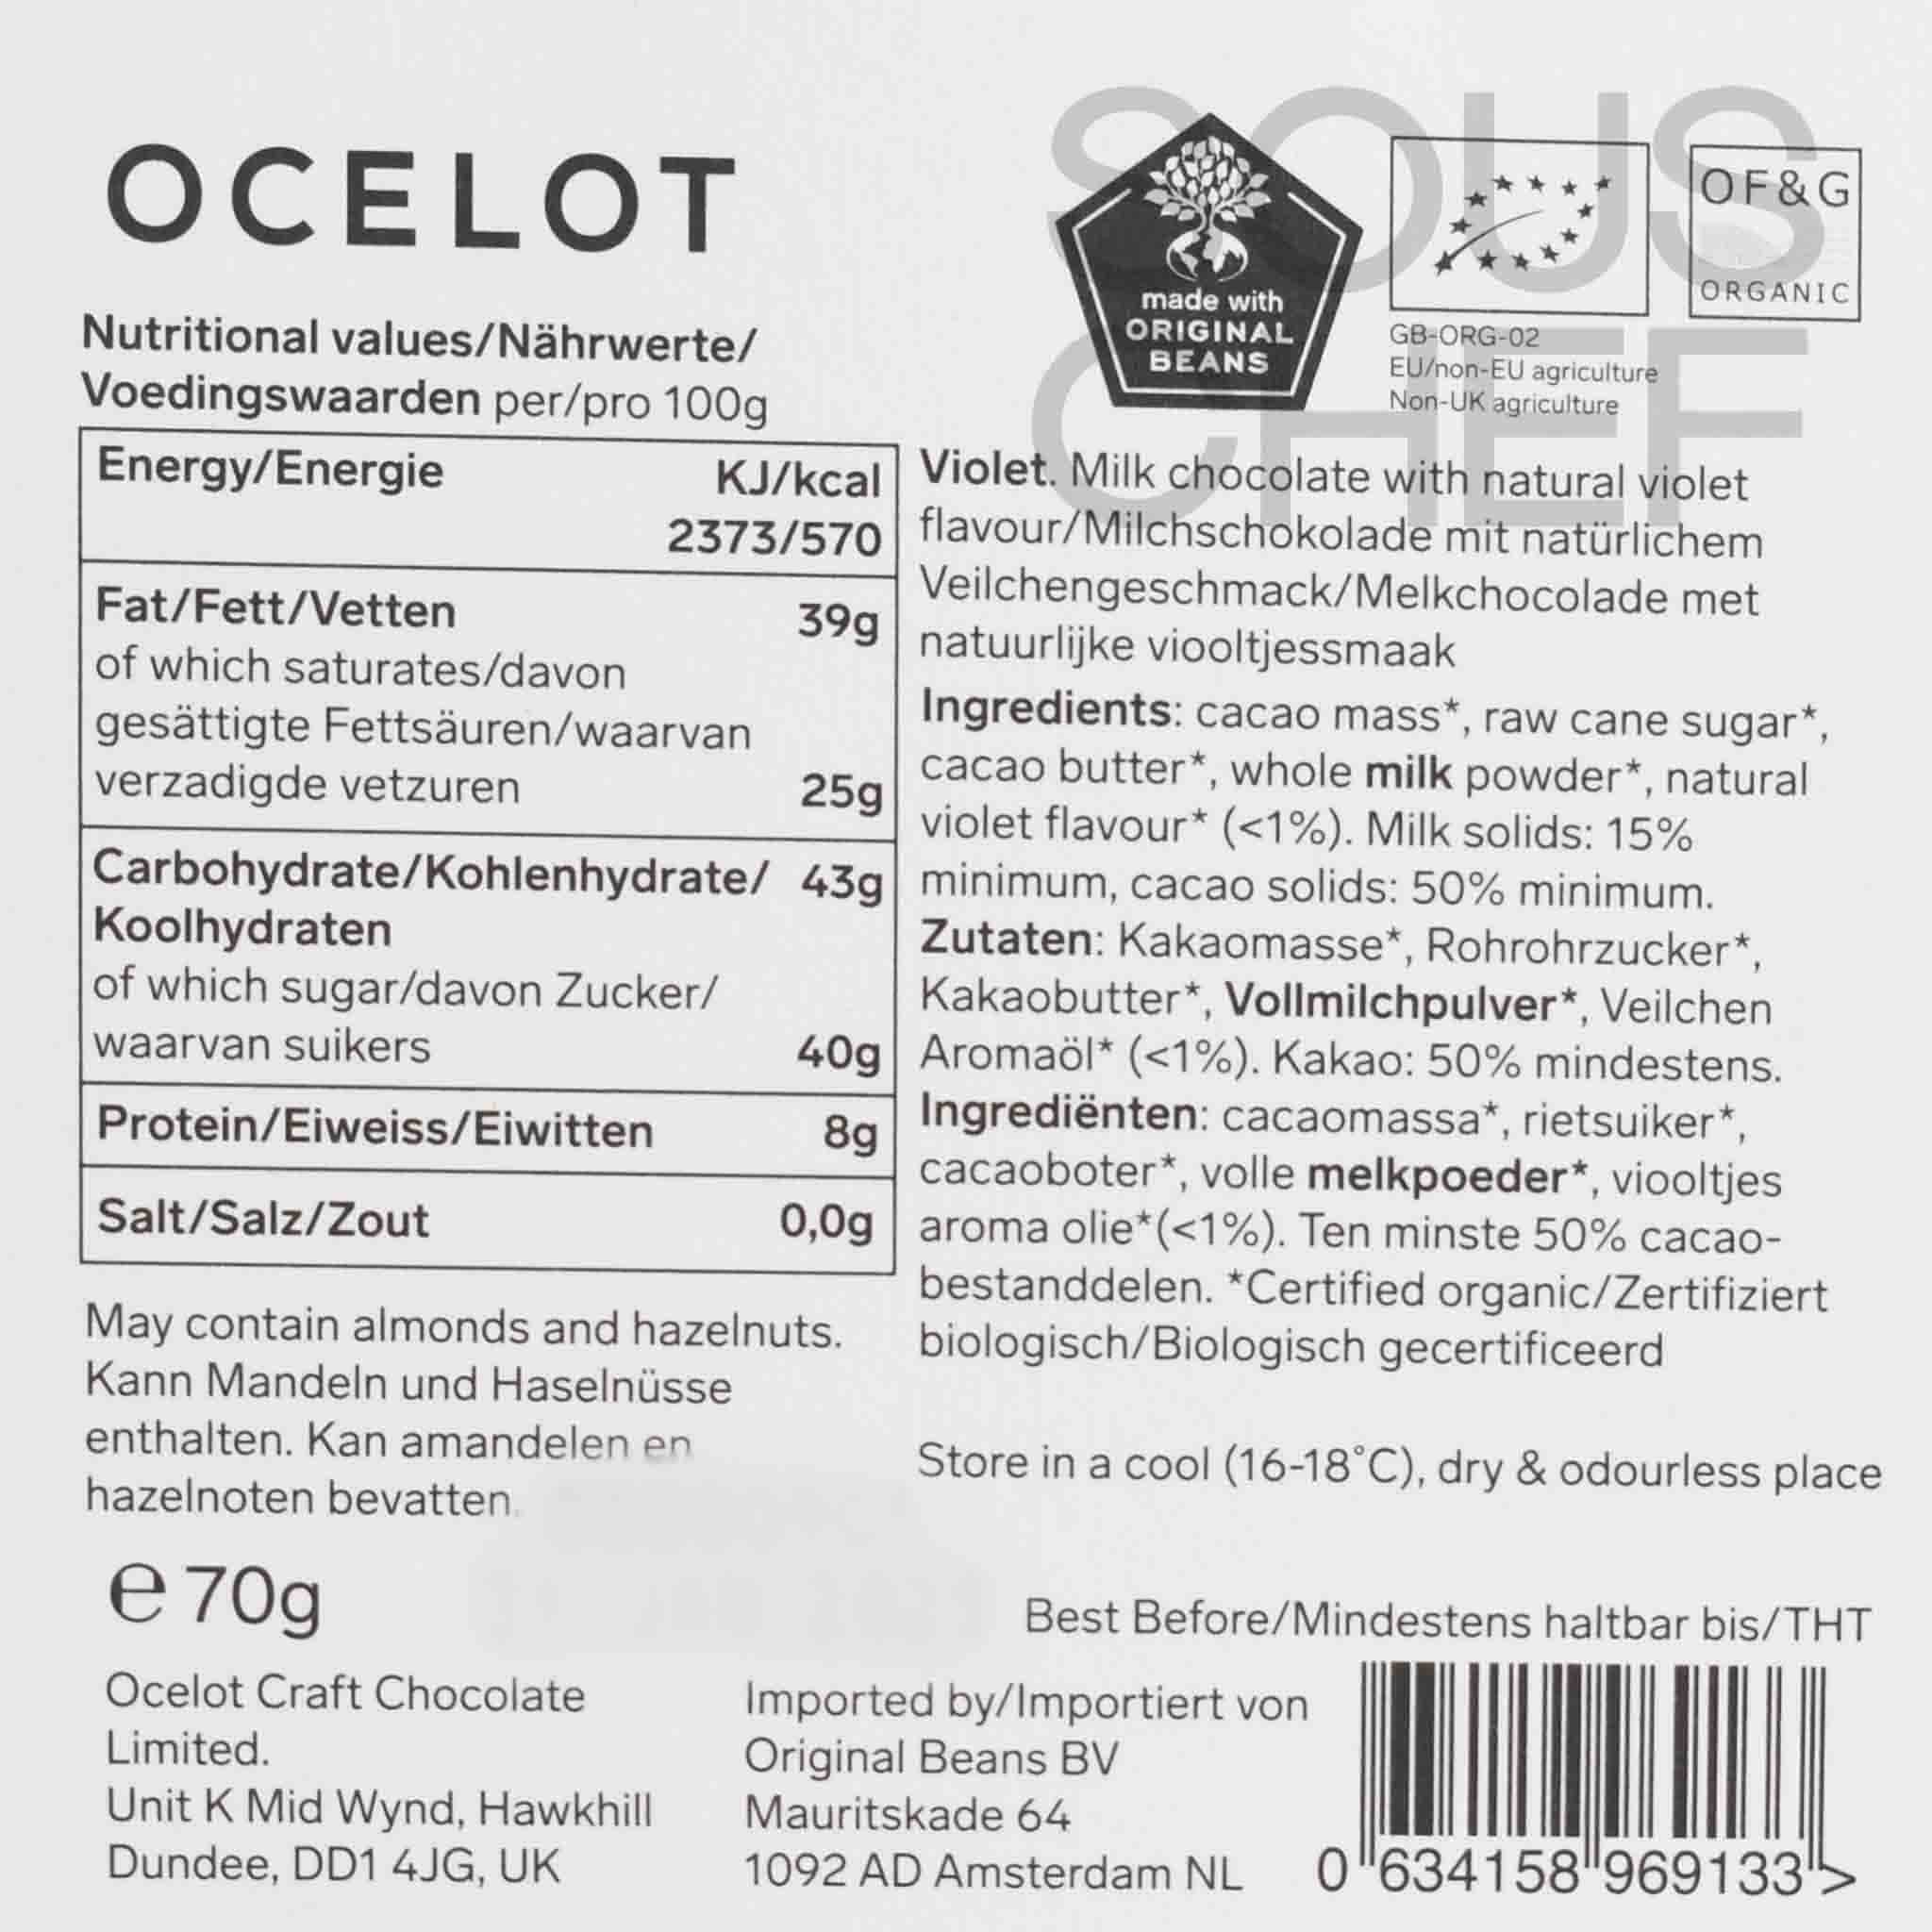 OCELOT
SOUS
CHEF
made with
ORIGINAL
BEANS
OF&G
ORGANIC
GB-ORG-02
EU/non-EU agriculture
Non-UK agriculture
Nutritional values/Nährwerte/
Voedingswaarden per/pro 100g
Energy/Energie KJ/kcal
2373/570
Fat/Fett/Vetten 39g
of which saturates/davon
gesättigte Fettsäuren/waarvan
verzadigde vetzuren 25g
Carbohydrate/Kohlenhydrate/ 43g
Koolhydraten
of which sugar/davon Zucker/
waarvan suikers 40g
Protein/Eiweiss/Eiwitten 8g
Salt/Salz/Zout 0,0g
May contain almonds and hazelnuts.
Kann Mandeln und Haselnüsse
enthalten. Kan amandelen en
hazelnoten bevatten.
Violet. Milk chocolate with natural violet
flavour/Milchschokolade mit natürlichem
Veilchengeschmack/Melkchocolade met
natuurlijke viooltjessmaak
Ingredients: cacao mass*, raw cane sugar*,
cacao butter*, whole milk powder*, natural
violet flavour* (<1%). Milk solids: 15%
minimum, cacao solids: 50% minimum.
Zutaten: Kakaomasse*, Rohrohrzucker*,
Kakaobutter*, Vollmilchpulver*, Veilchen
Aromaöl* (<1%). Kakao: 50% mindestens.
Ingrediënten: cacaomassa*, rietsuiker*,
cacaoboter*, volle melkpoeder*, viooltjes
aroma olie*(<1%). Ten minste 50% cacao-
bestanddelen. *Certified organic/Zertifiziert
biologisch/Biologisch gecertificeerd
Store in a cool (16-18°C), dry & odourless place
e 70g
Best Before/Mindestens haltbar bis/THT
Ocelot Craft Chocolate
Limited.
Unit K Mid Wynd, Hawkhill
Dundee, DD1 4JG, UK
Imported by/Importiert von
Original Beans BV
Mauritskade 64
1092 AD Amsterdam NL
0 634158 969133 >